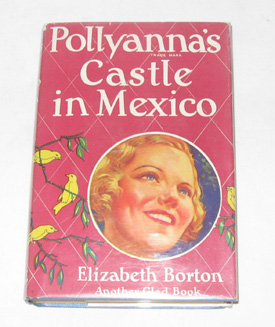 Pollyanna's
TRADE MARK
Castle
in Mexico
Elizabeth Borton
Another Glad Book